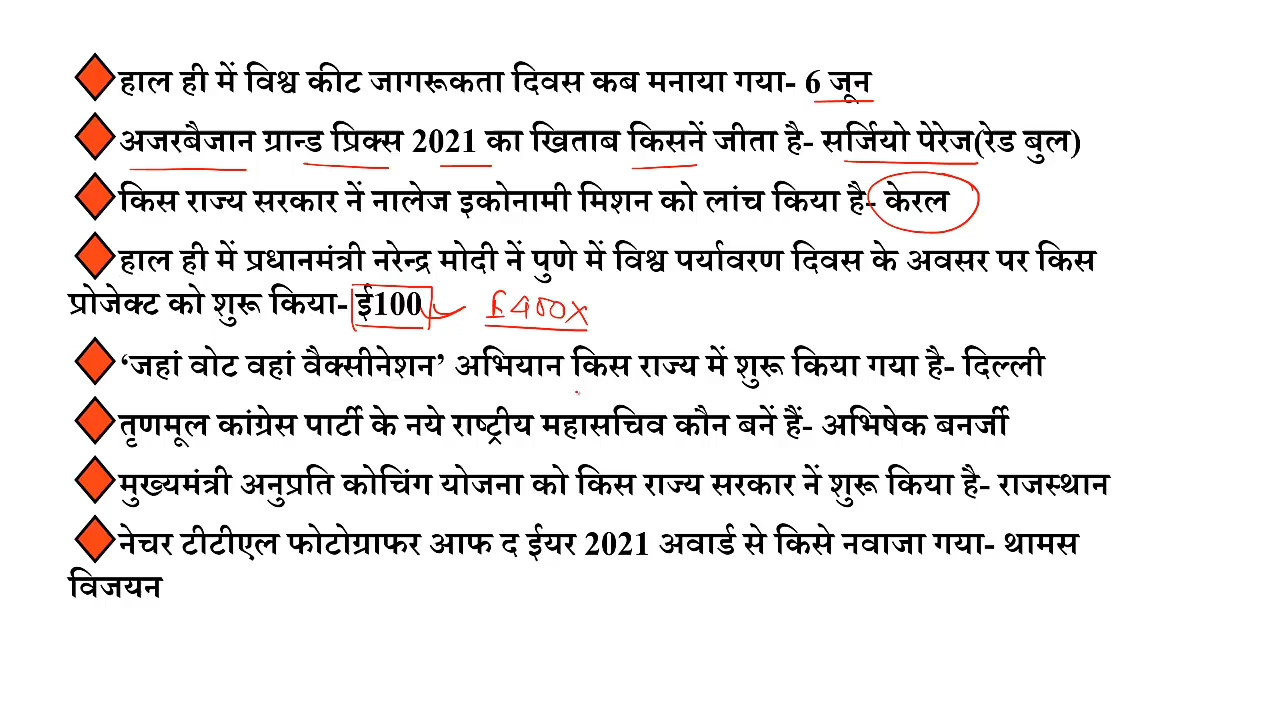 हाल ही में विश्व कीट जागरूकता दिवस कब मनाया गया- 6 जून
अजरबैजान ग्रान्ड प्रिक्स 2021 का खिताब किसनें जीता है- सर्जियो पेरेज(रेड बुल)
किस राज्य सरकार नें नालेज इकोनामी मिशन को लांच किया है- केरल
हाल ही में प्रधानमंत्री नरेन्द्र मोदी नें पुणे में विश्व पर्यावरण दिवस के अवसर पर किस
प्रोजेक्ट को शुरू किया- ई100
‘जहां वोट वहां वैक्सीनेशन’ अभियान किस राज्य में शुरू किया गया है- दिल्ली
तृणमूल कांग्रेस पार्टी के नये राष्ट्रीय महासचिव कौन बनें हैं- अभिषेक बनर्जी
मुख्यमंत्री अनुप्रति कोचिंग योजना को किस राज्य सरकार नें शुरू किया है- राजस्थान
नेचर टीटीएल फोटोग्राफर आफ द ईयर 2021 अवार्ड से किसे नवाजा गया- थामस
विजयन